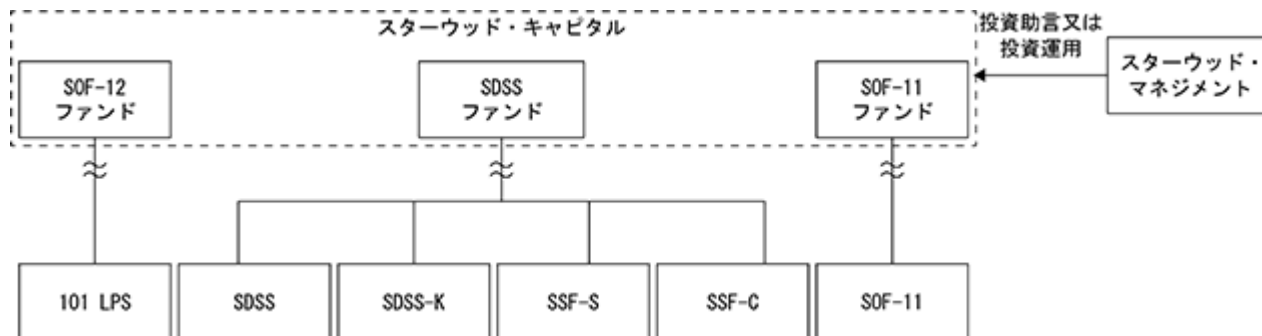 スターウッド・キャピタル
投資助言又は
投資運用
SOF-12
ファンド
SDSS
ファンド
SOF-11
ファンド
スターウッド・
マネジメント
101 LPS
SDSS
SDSS-K
SSF-S
SSF-C
SOF-11